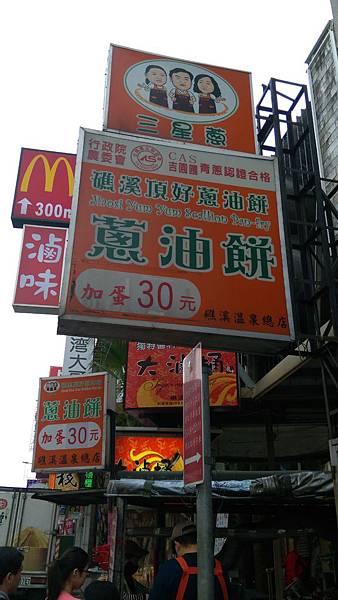 三星蔥
行政院
農委會
CAS
吉園圃青蔥認證合格
礁溪頂好蔥油餅
Jiaosi Yum Yum Scallion Pan-fry
蔥油餅
加蛋30元
礁溪溫泉總店
300m
滷味
灣大
蔥油餅
加蛋30元
礁溪溫泉總店